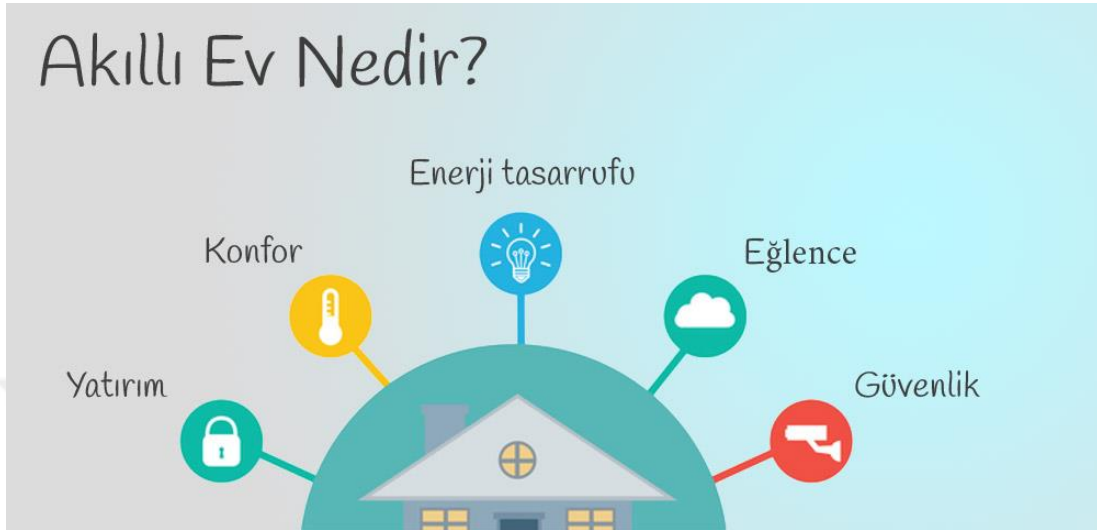 Akıllı Ev Nedir?
Enerji tasarrufu
Konfor
Eğlence
Yatırım
Güvenlik